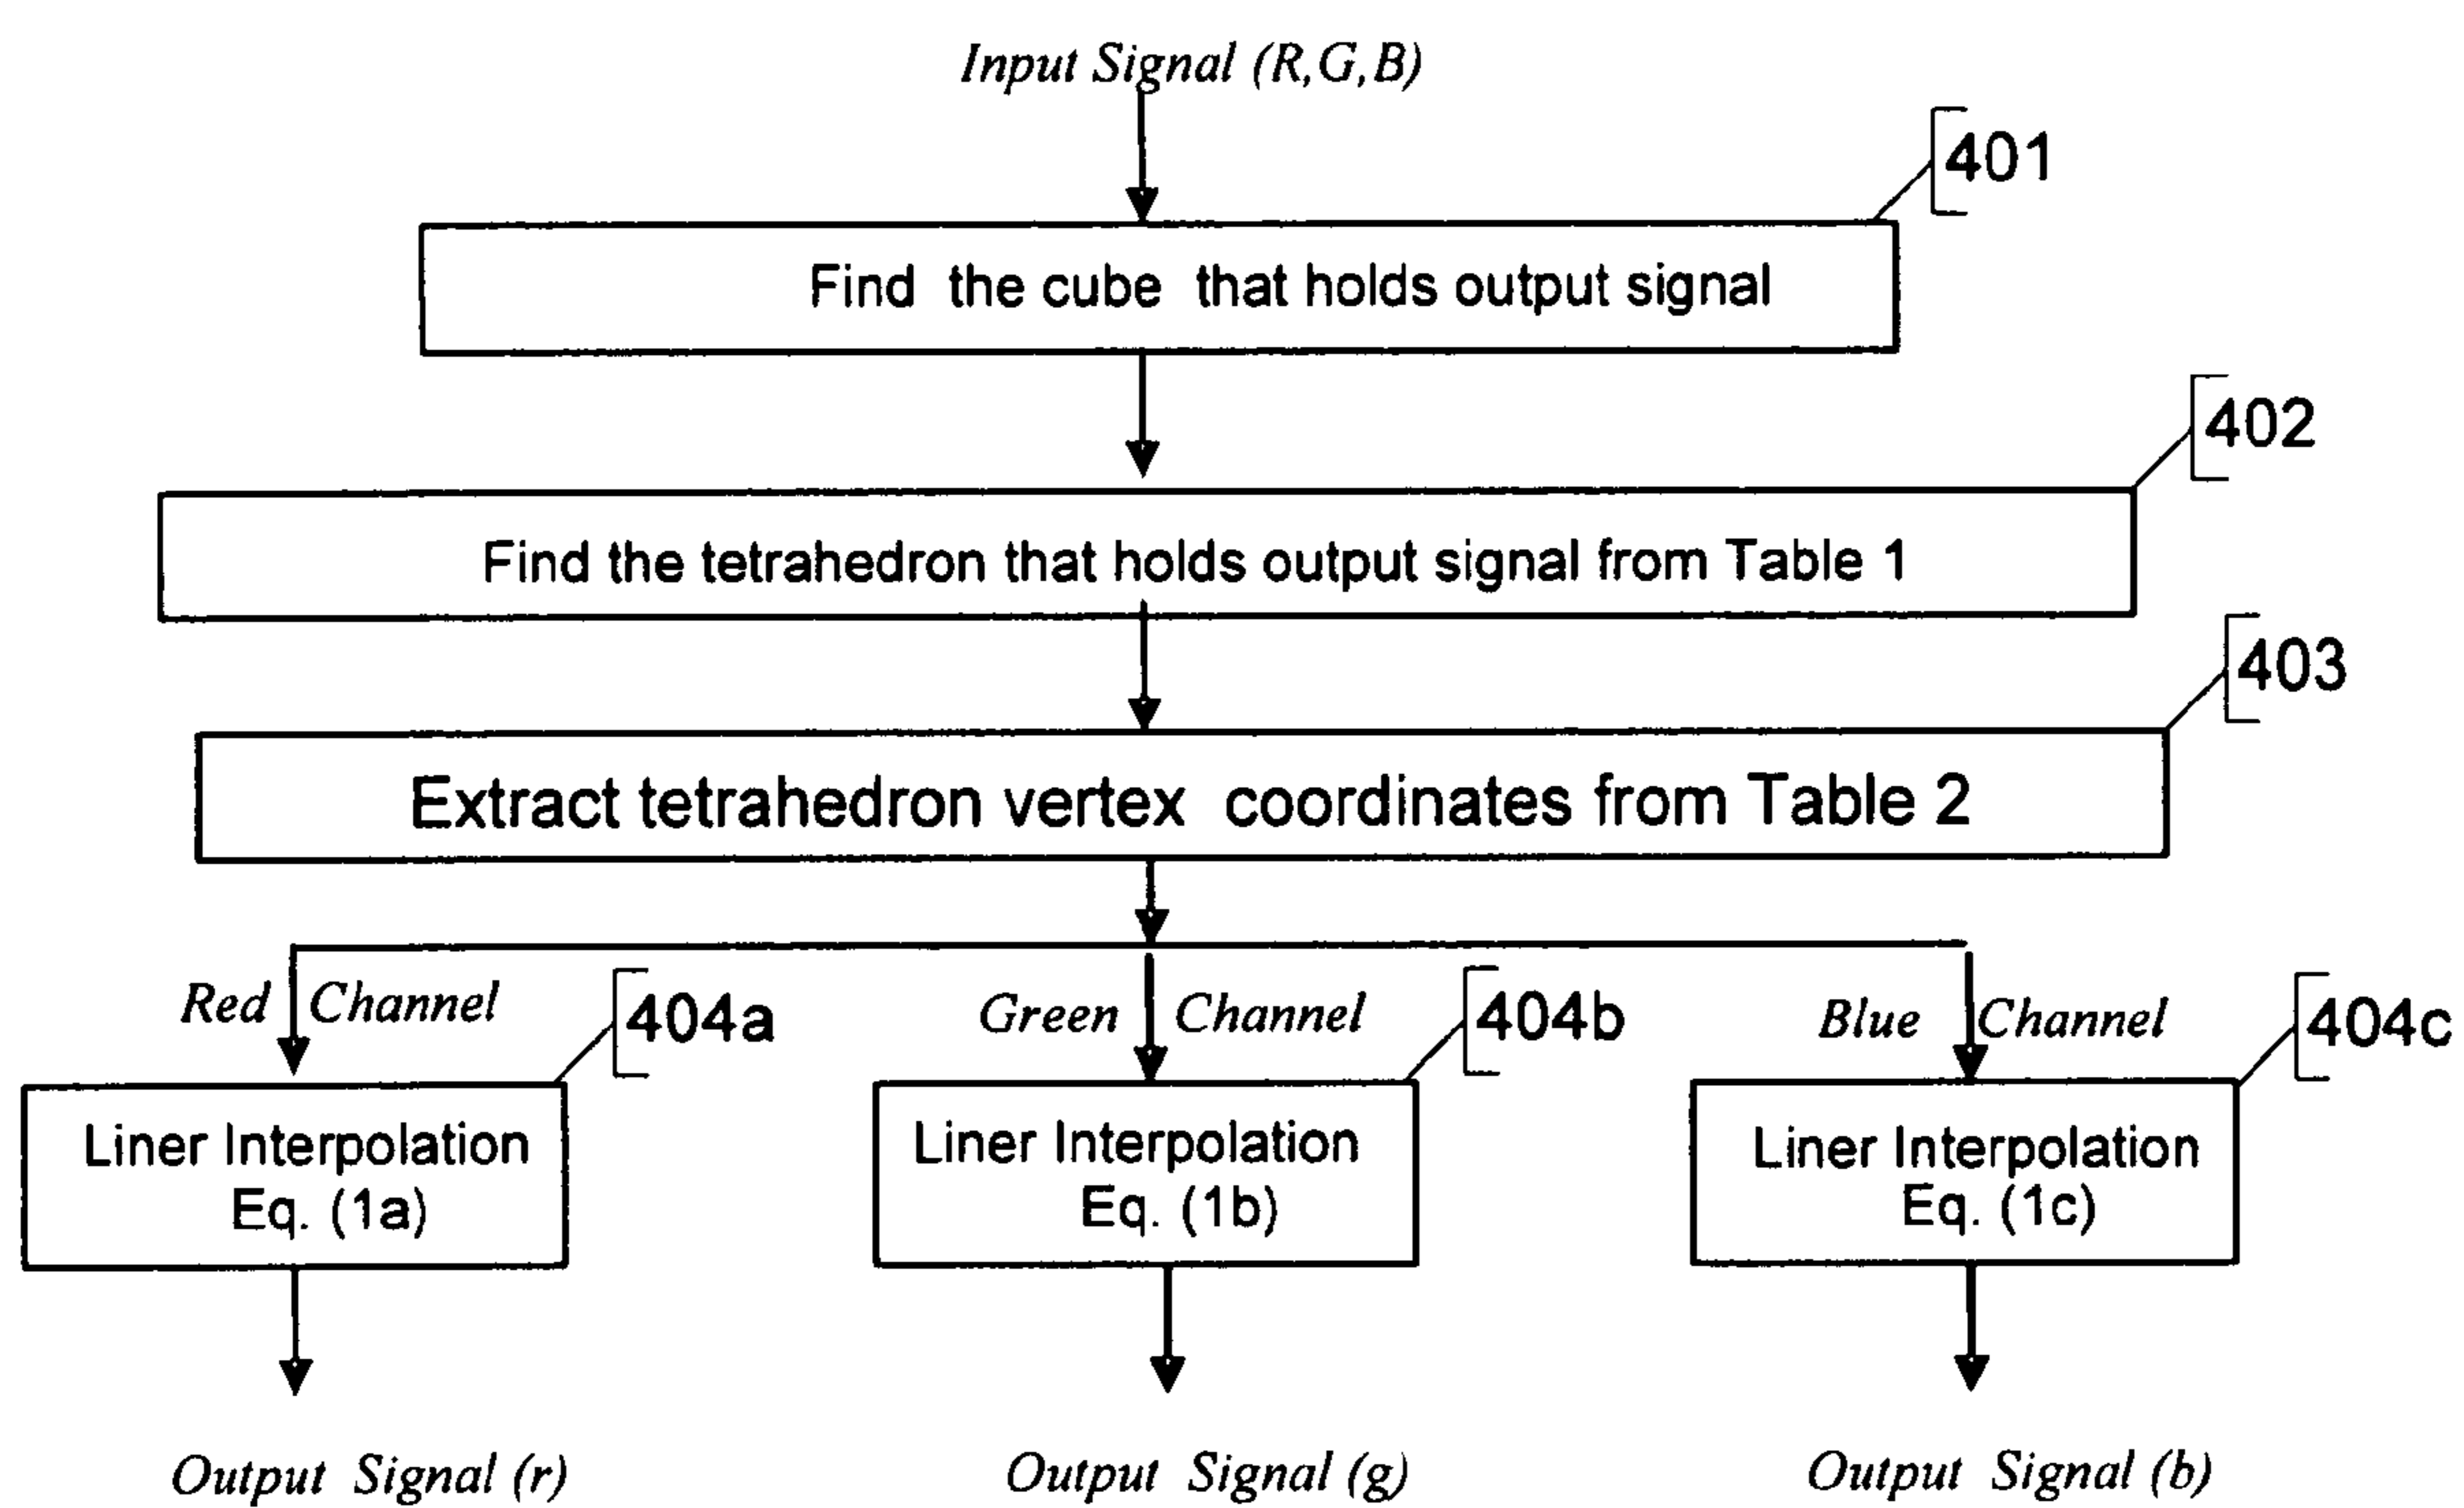 Input Signal (R,G,B)
401
Find the cube that holds output signal
402
Find the tetrahedron that holds output signal from Table 1
403
Extract tetrahedron vertex coordinates from Table 2
Red Channel
404a
Green Channel
404b
Blue Channel
404c
Liner Interpolation
Eq. (1a)
Liner Interpolation
Eq. (1b)
Liner Interpolation
Eq. (1c)
Output Signal (r)
Output Signal (g)
Output Signal (b)